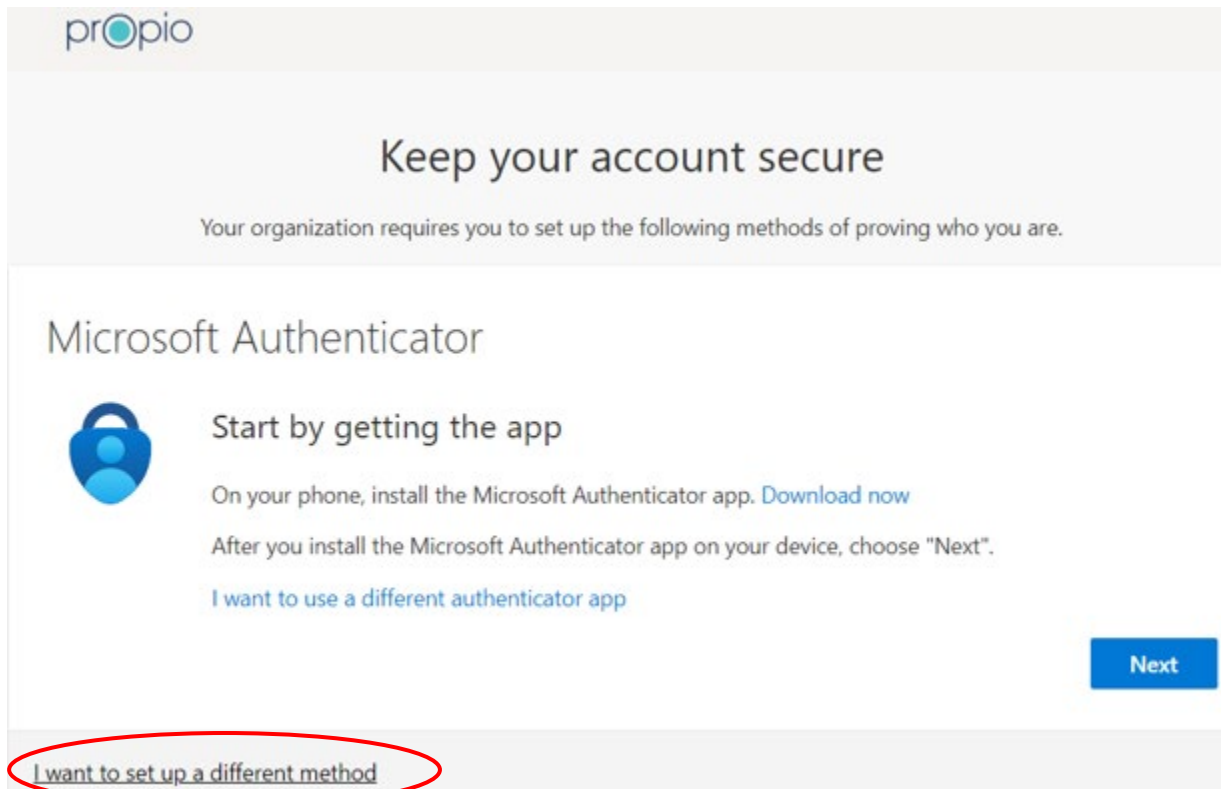 propio
Keep your account secure
Your organization requires you to set up the following methods of proving who you are.
Microsoft Authenticator
Start by getting the app
On your phone, install the Microsoft Authenticator app. Download now
After you install the Microsoft Authenticator app on your device, choose "Next".
I want to use a different authenticator app
Next
I want to set up a different method